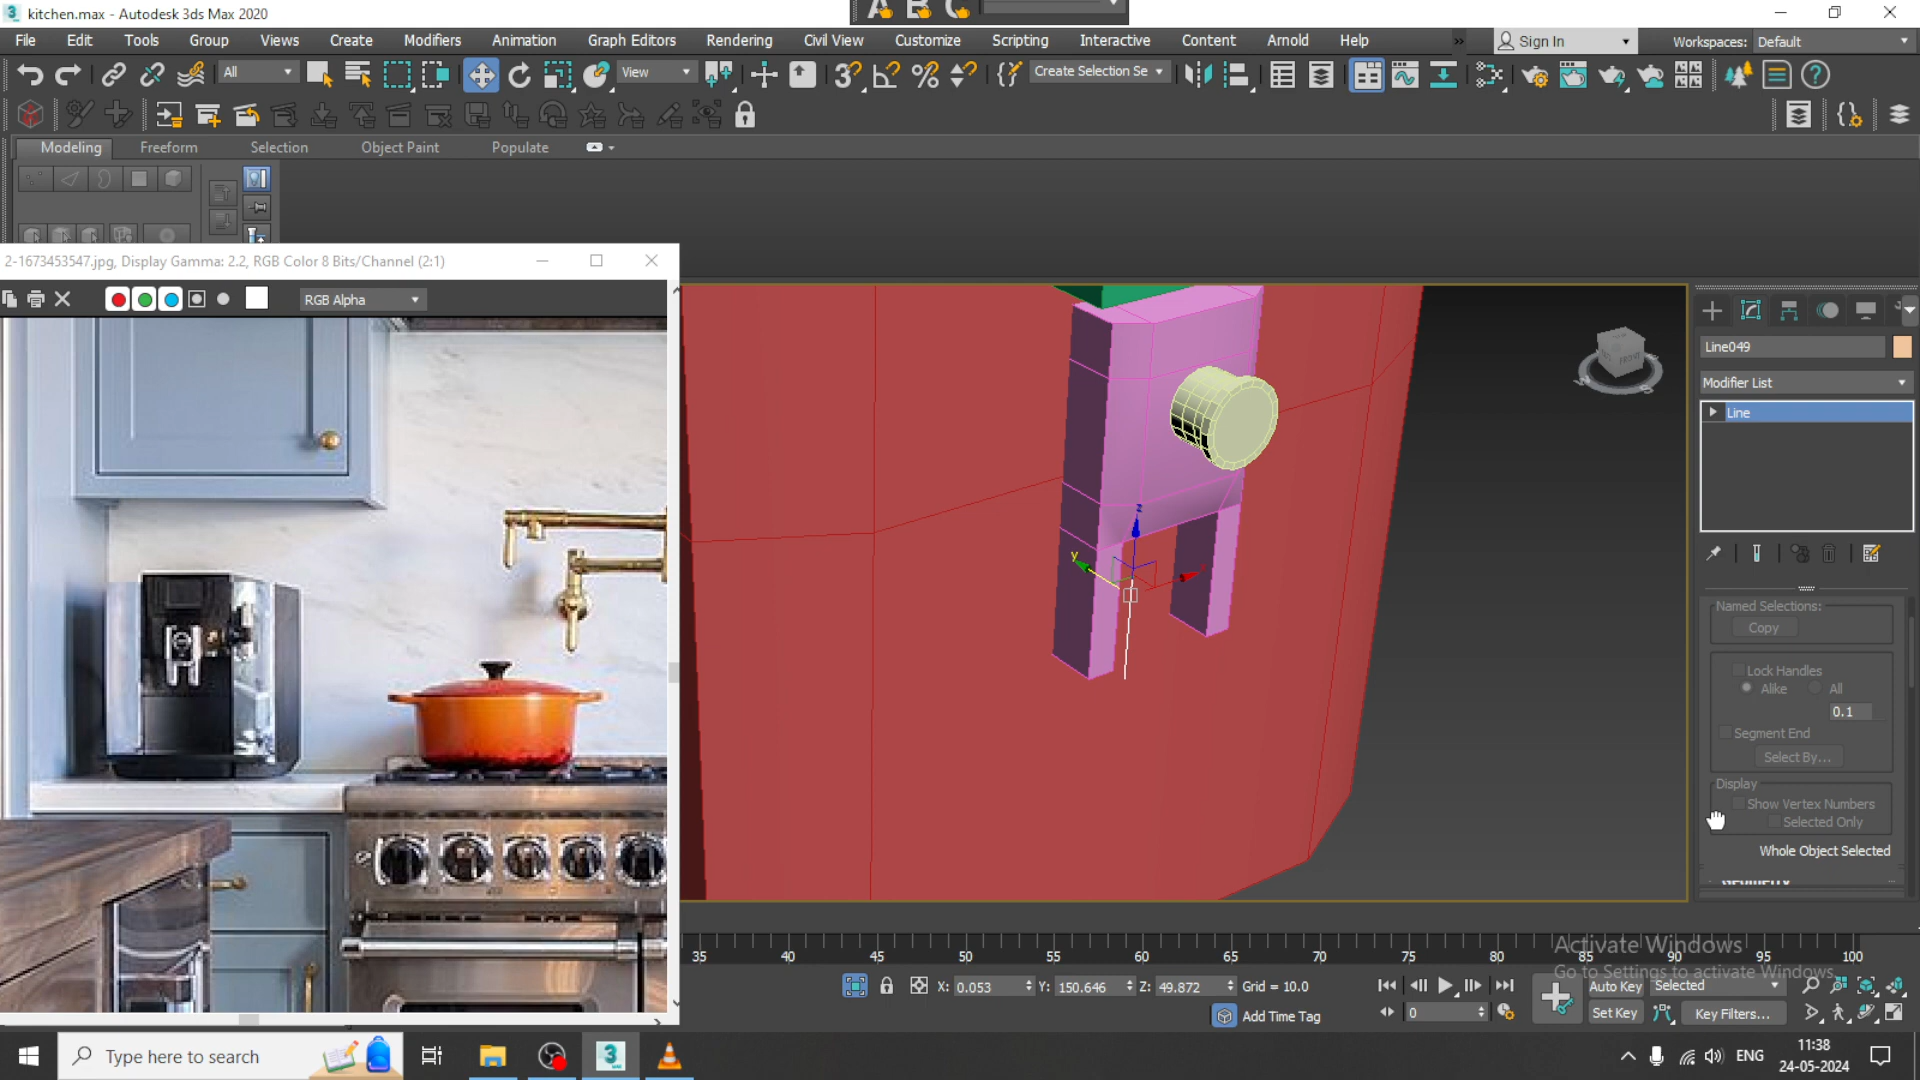 kitchen.max - Autodesk 3ds Max 2020
File Edit Tools Group Views Create Modifiers Animation Graph Editors Rendering Civil View Customize Scripting Interactive Content Arnold Help
Sign In
Workspaces: Default
All
View
Create Selection Se
Modeling Freeform Selection Object Paint Populate
2-1673453547.jpg, Display Gamma: 2.2, RGB Color 8 Bits/Channel (2:1)
RGB Alpha
FRONT
z
y
Line049
Modifier List
Line
Named Selections:
Copy
Lock Handles
Alike All
0.1
Segment End
Select By...
Display
Show Vertex Numbers
Selected Only
Whole Object Selected
35 40 45 50 55 60 65 70 75 80 85 90 95 100
Activate Windows
Go to Settings to activate Windows.
X: 0.053 Y: 150.646 Z: 49.872 Grid = 10.0
Auto Key Selected
Add Time Tag
0
Set Key Key Filters...
Type here to search
ENG
11:38
24-05-2024